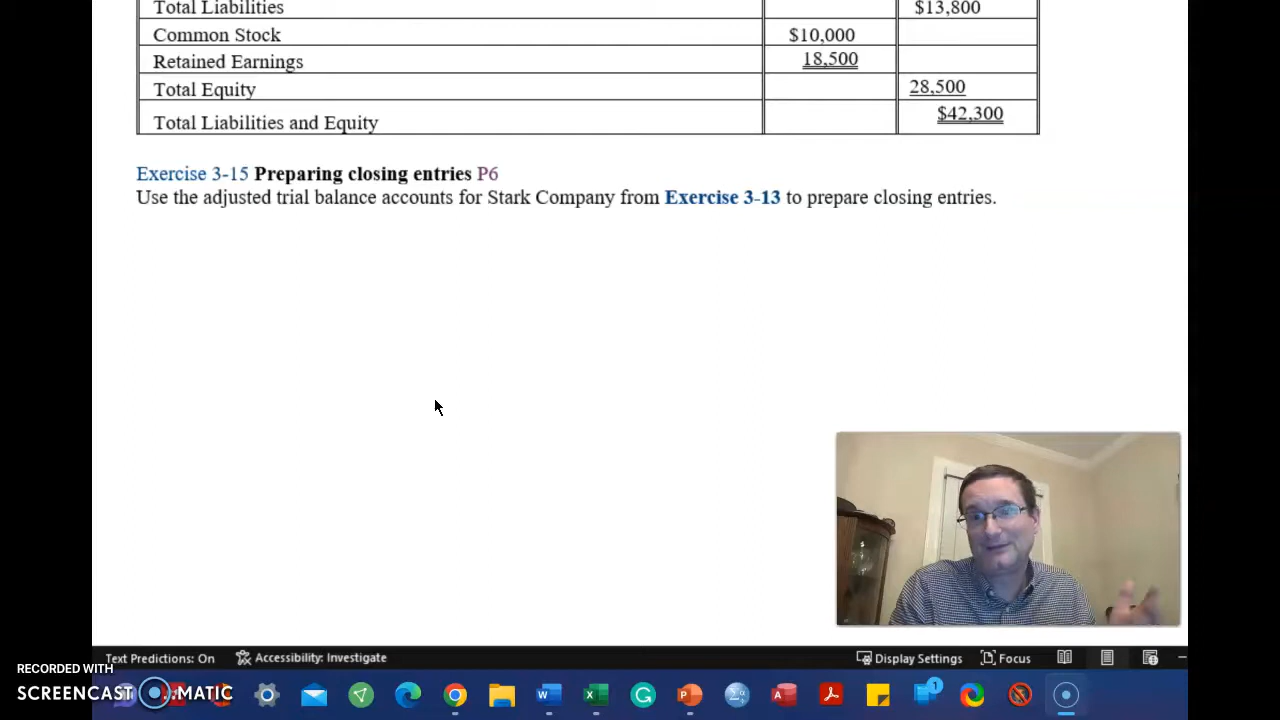 Total Liabilities $13,800
Common Stock $10,000
Retained Earnings 18,500
Total Equity 28,500
Total Liabilities and Equity $42,300
Exercise 3-15 Preparing closing entries P6
Use the adjusted trial balance accounts for Stark Company from Exercise 3-13 to prepare closing entries.
Text Predictions: On Accessibility: Investigate Display Settings Focus
RECORDED WITH
SCREENCAST MATIC
1